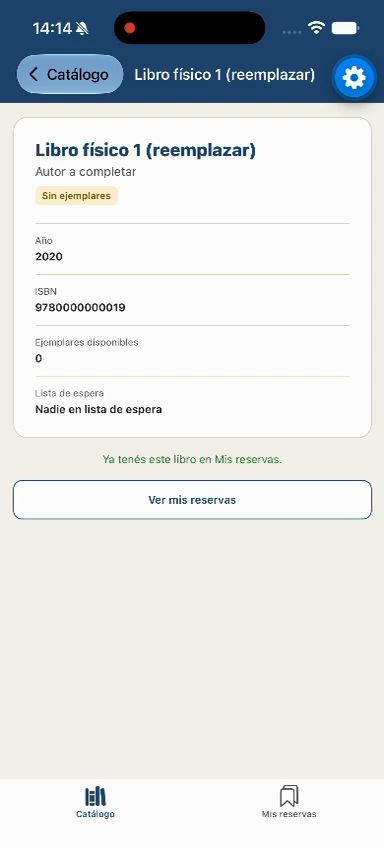 14:14
Catálogo
Libro físico 1 (reemplazar)
Libro físico 1 (reemplazar)
Autor a completar
Sin ejemplares
Año
2020
ISBN
9780000000019
Ejemplares disponibles
0
Lista de espera
Nadie en lista de espera
Ya tenés este libro en Mis reservas.
Ver mis reservas
Catálogo
Mis reservas